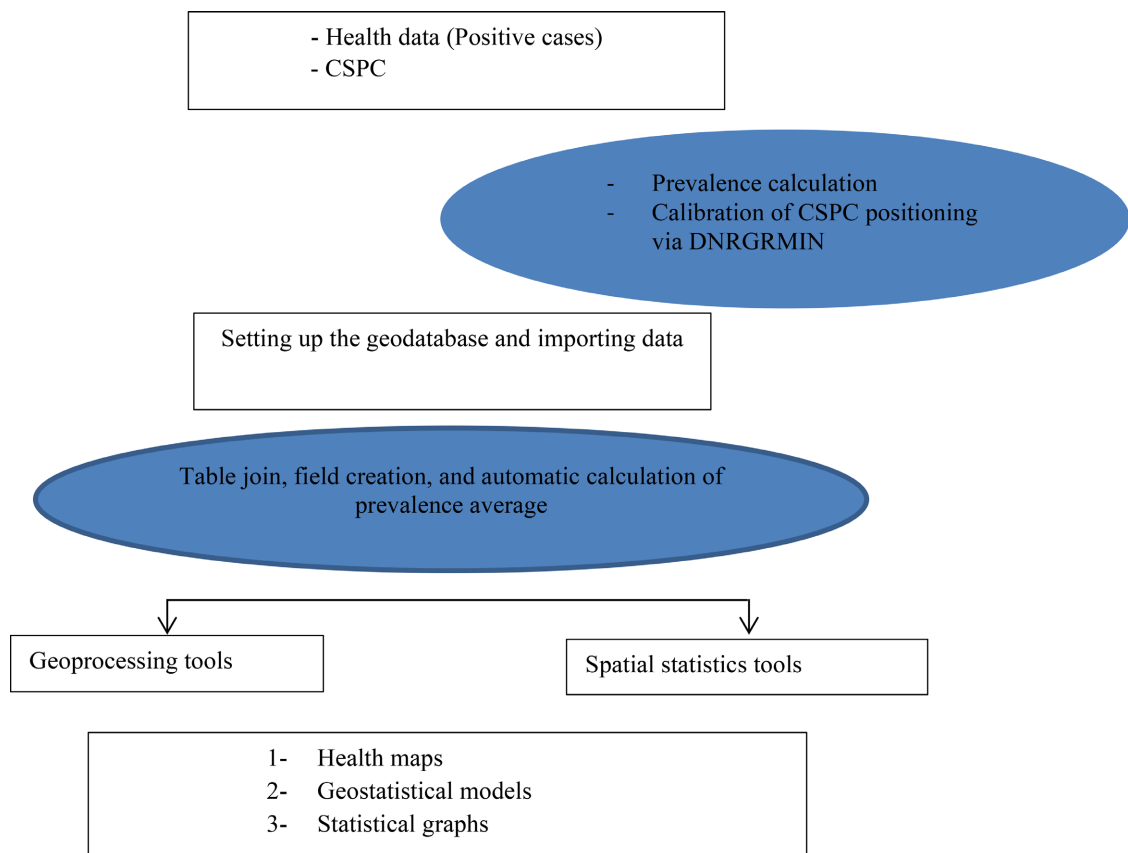 - Health data (Positive cases)
- CSPC
- Prevalence calculation
- Calibration of CSPC positioning
via DNRGRMIN
Setting up the geodatabase and importing data
Table join, field creation, and automatic calculation of
prevalence average
Geoprocessing tools
Spatial statistics tools
1- Health maps
2- Geostatistical models
3- Statistical graphs